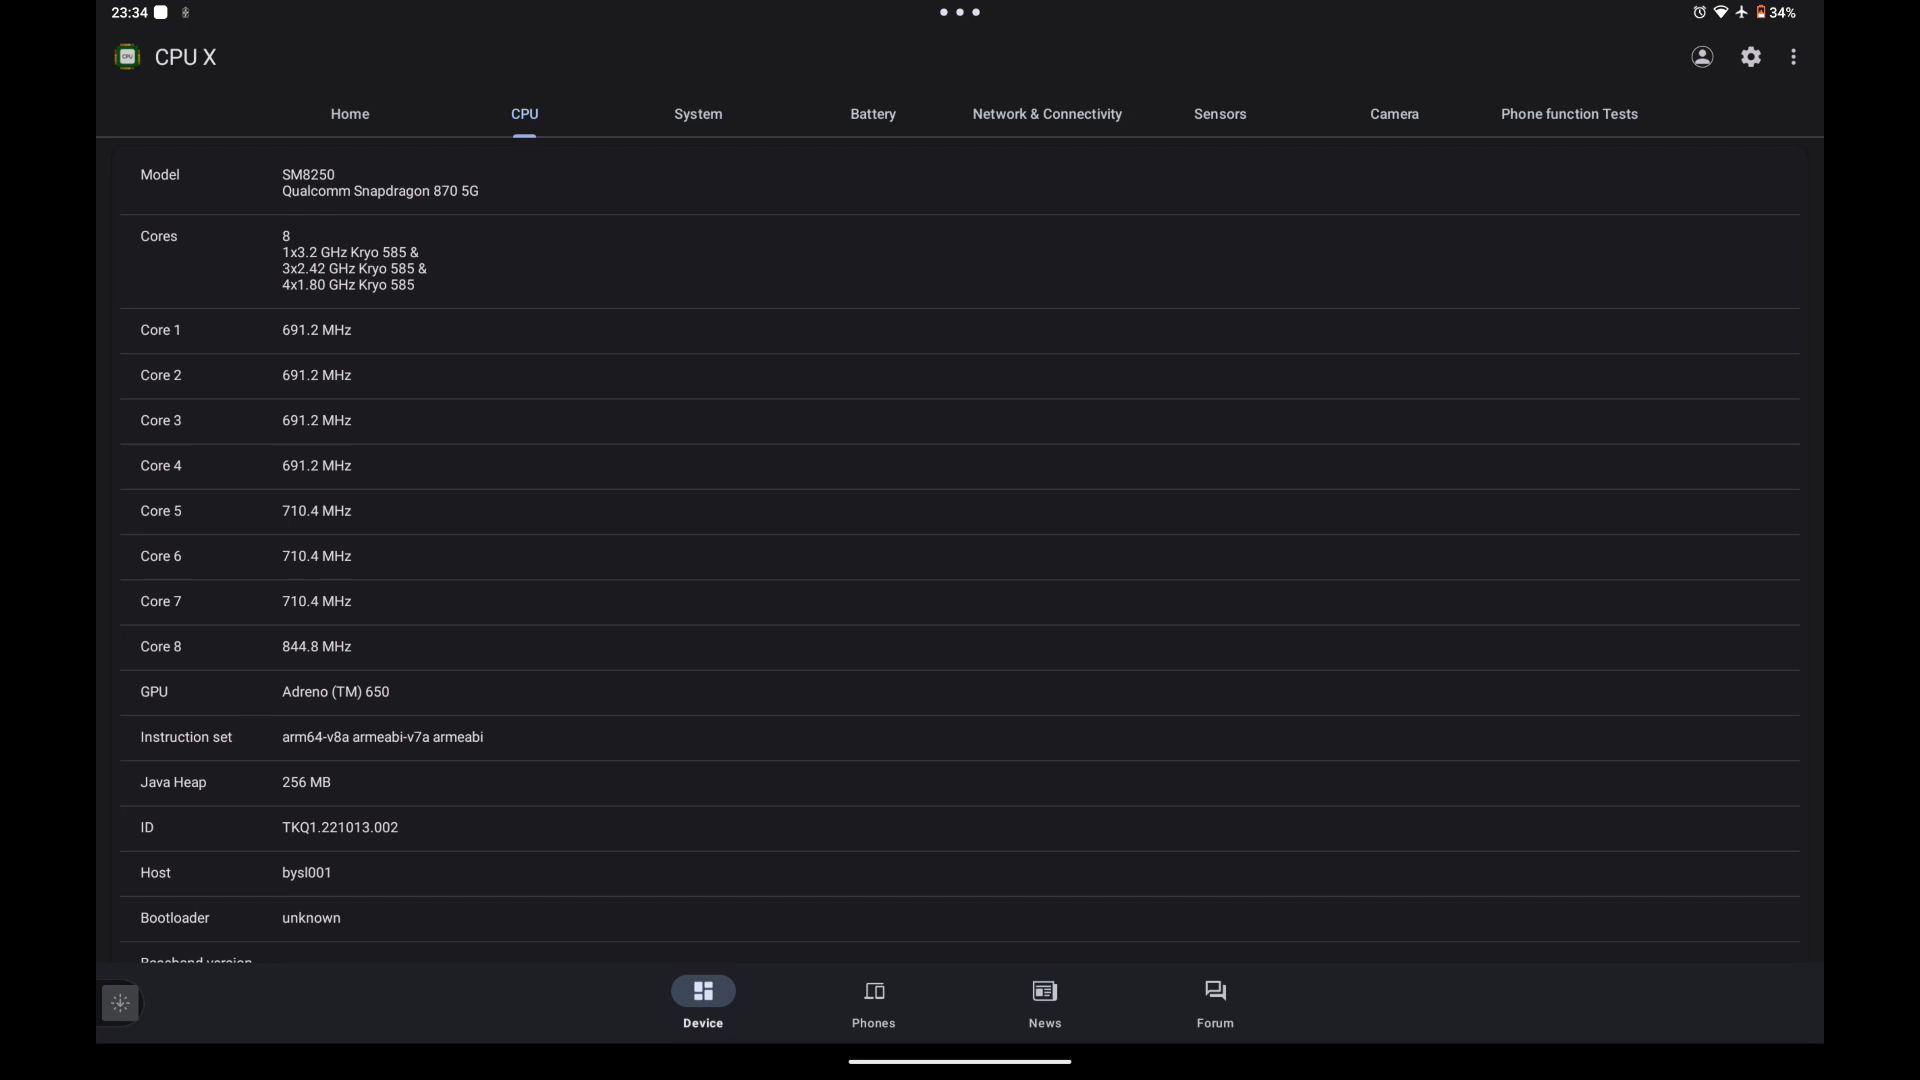 23:34
34%
CPU X
Home CPU System Battery Network & Connectivity Sensors Camera Phone function Tests
Model SM8250
Qualcomm Snapdragon 870 5G
Cores 8
1x3.2 GHz Kryo 585 &
3x2.42 GHz Kryo 585 &
4x1.80 GHz Kryo 585
Core 1 691.2 MHz
Core 2 691.2 MHz
Core 3 691.2 MHz
Core 4 691.2 MHz
Core 5 710.4 MHz
Core 6 710.4 MHz
Core 7 710.4 MHz
Core 8 844.8 MHz
GPU Adreno (TM) 650
Instruction set arm64-v8a armeabi-v7a armeabi
Java Heap 256 MB
ID TKQ1.221013.002
Host bysl001
Bootloader unknown
Baseband version
Device Phones News Forum